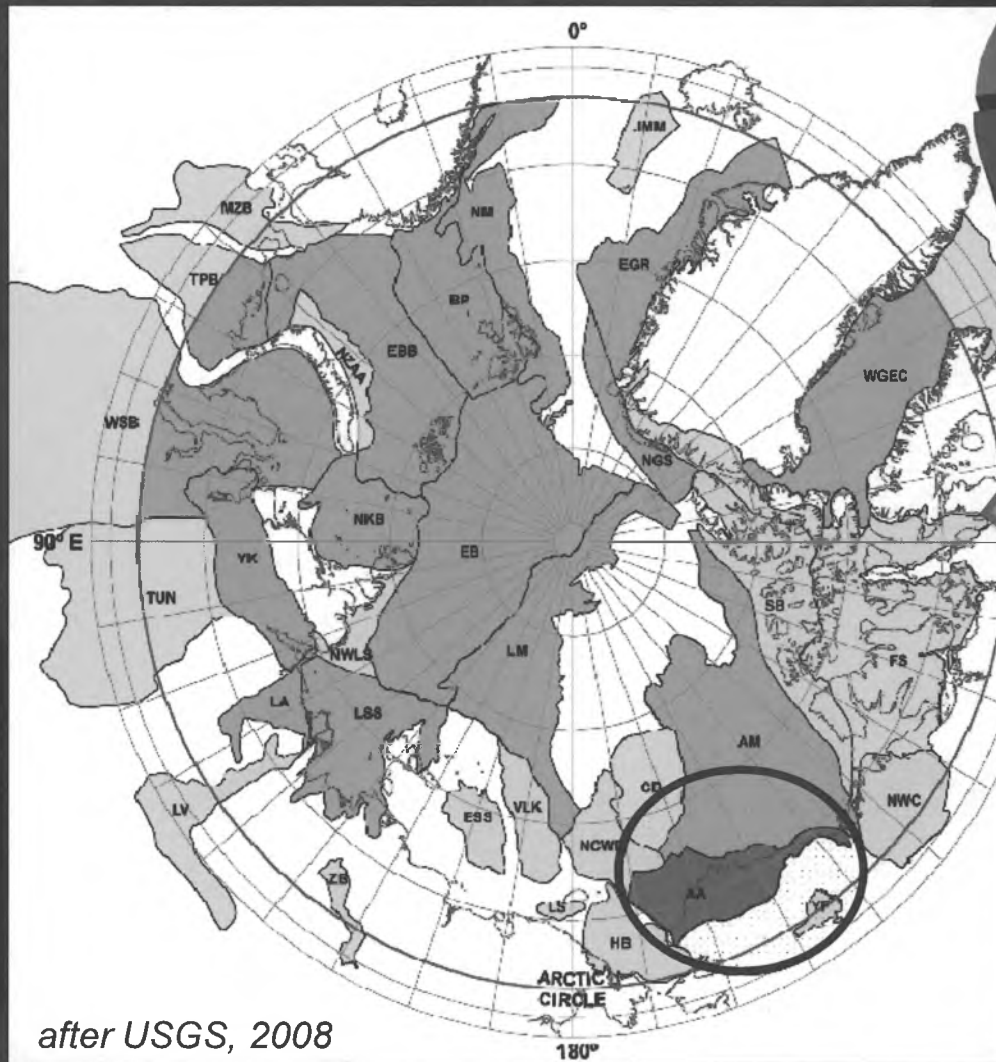 0°
JMM
MZB
NM
TPB
EGR
BP
EBB
NZAA
WGEC
WSB
NGS
NKB
90° E
YK
EB
TUN
SB
NWLS
LM
FS
LA
LSS
AM
CD
NWC
LV
ESS
VLK
NCWF
ZB
AA
LS
YF
HB
ARCTIC
CIRCLE
after USGS, 2008
180°